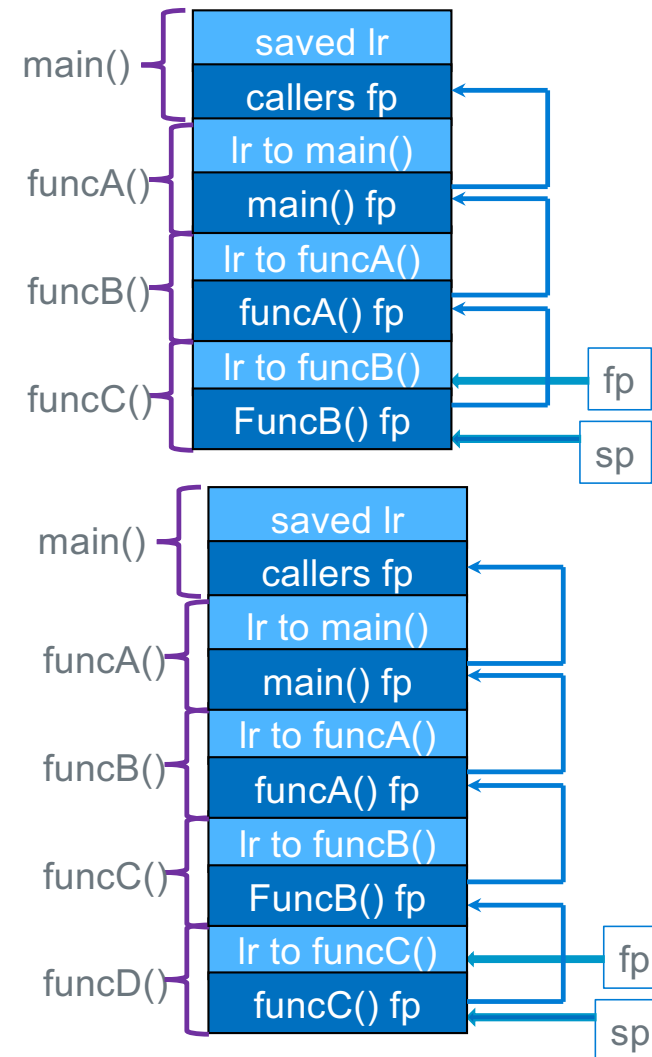 saved lr
main()
callers fp
lr to main()
funcA()
main() fp
lr to funcA()
funcB()
funcA() fp
lr to funcB()
fp
funcC()
FuncB() fp
sp
saved lr
main()
callers fp
lr to main()
funcA()
main() fp
lr to funcA()
funcB()
funcA() fp
lr to funcB()
funcC()
FuncB() fp
lr to funcC()
fp
funcD()
funcC() fp
sp